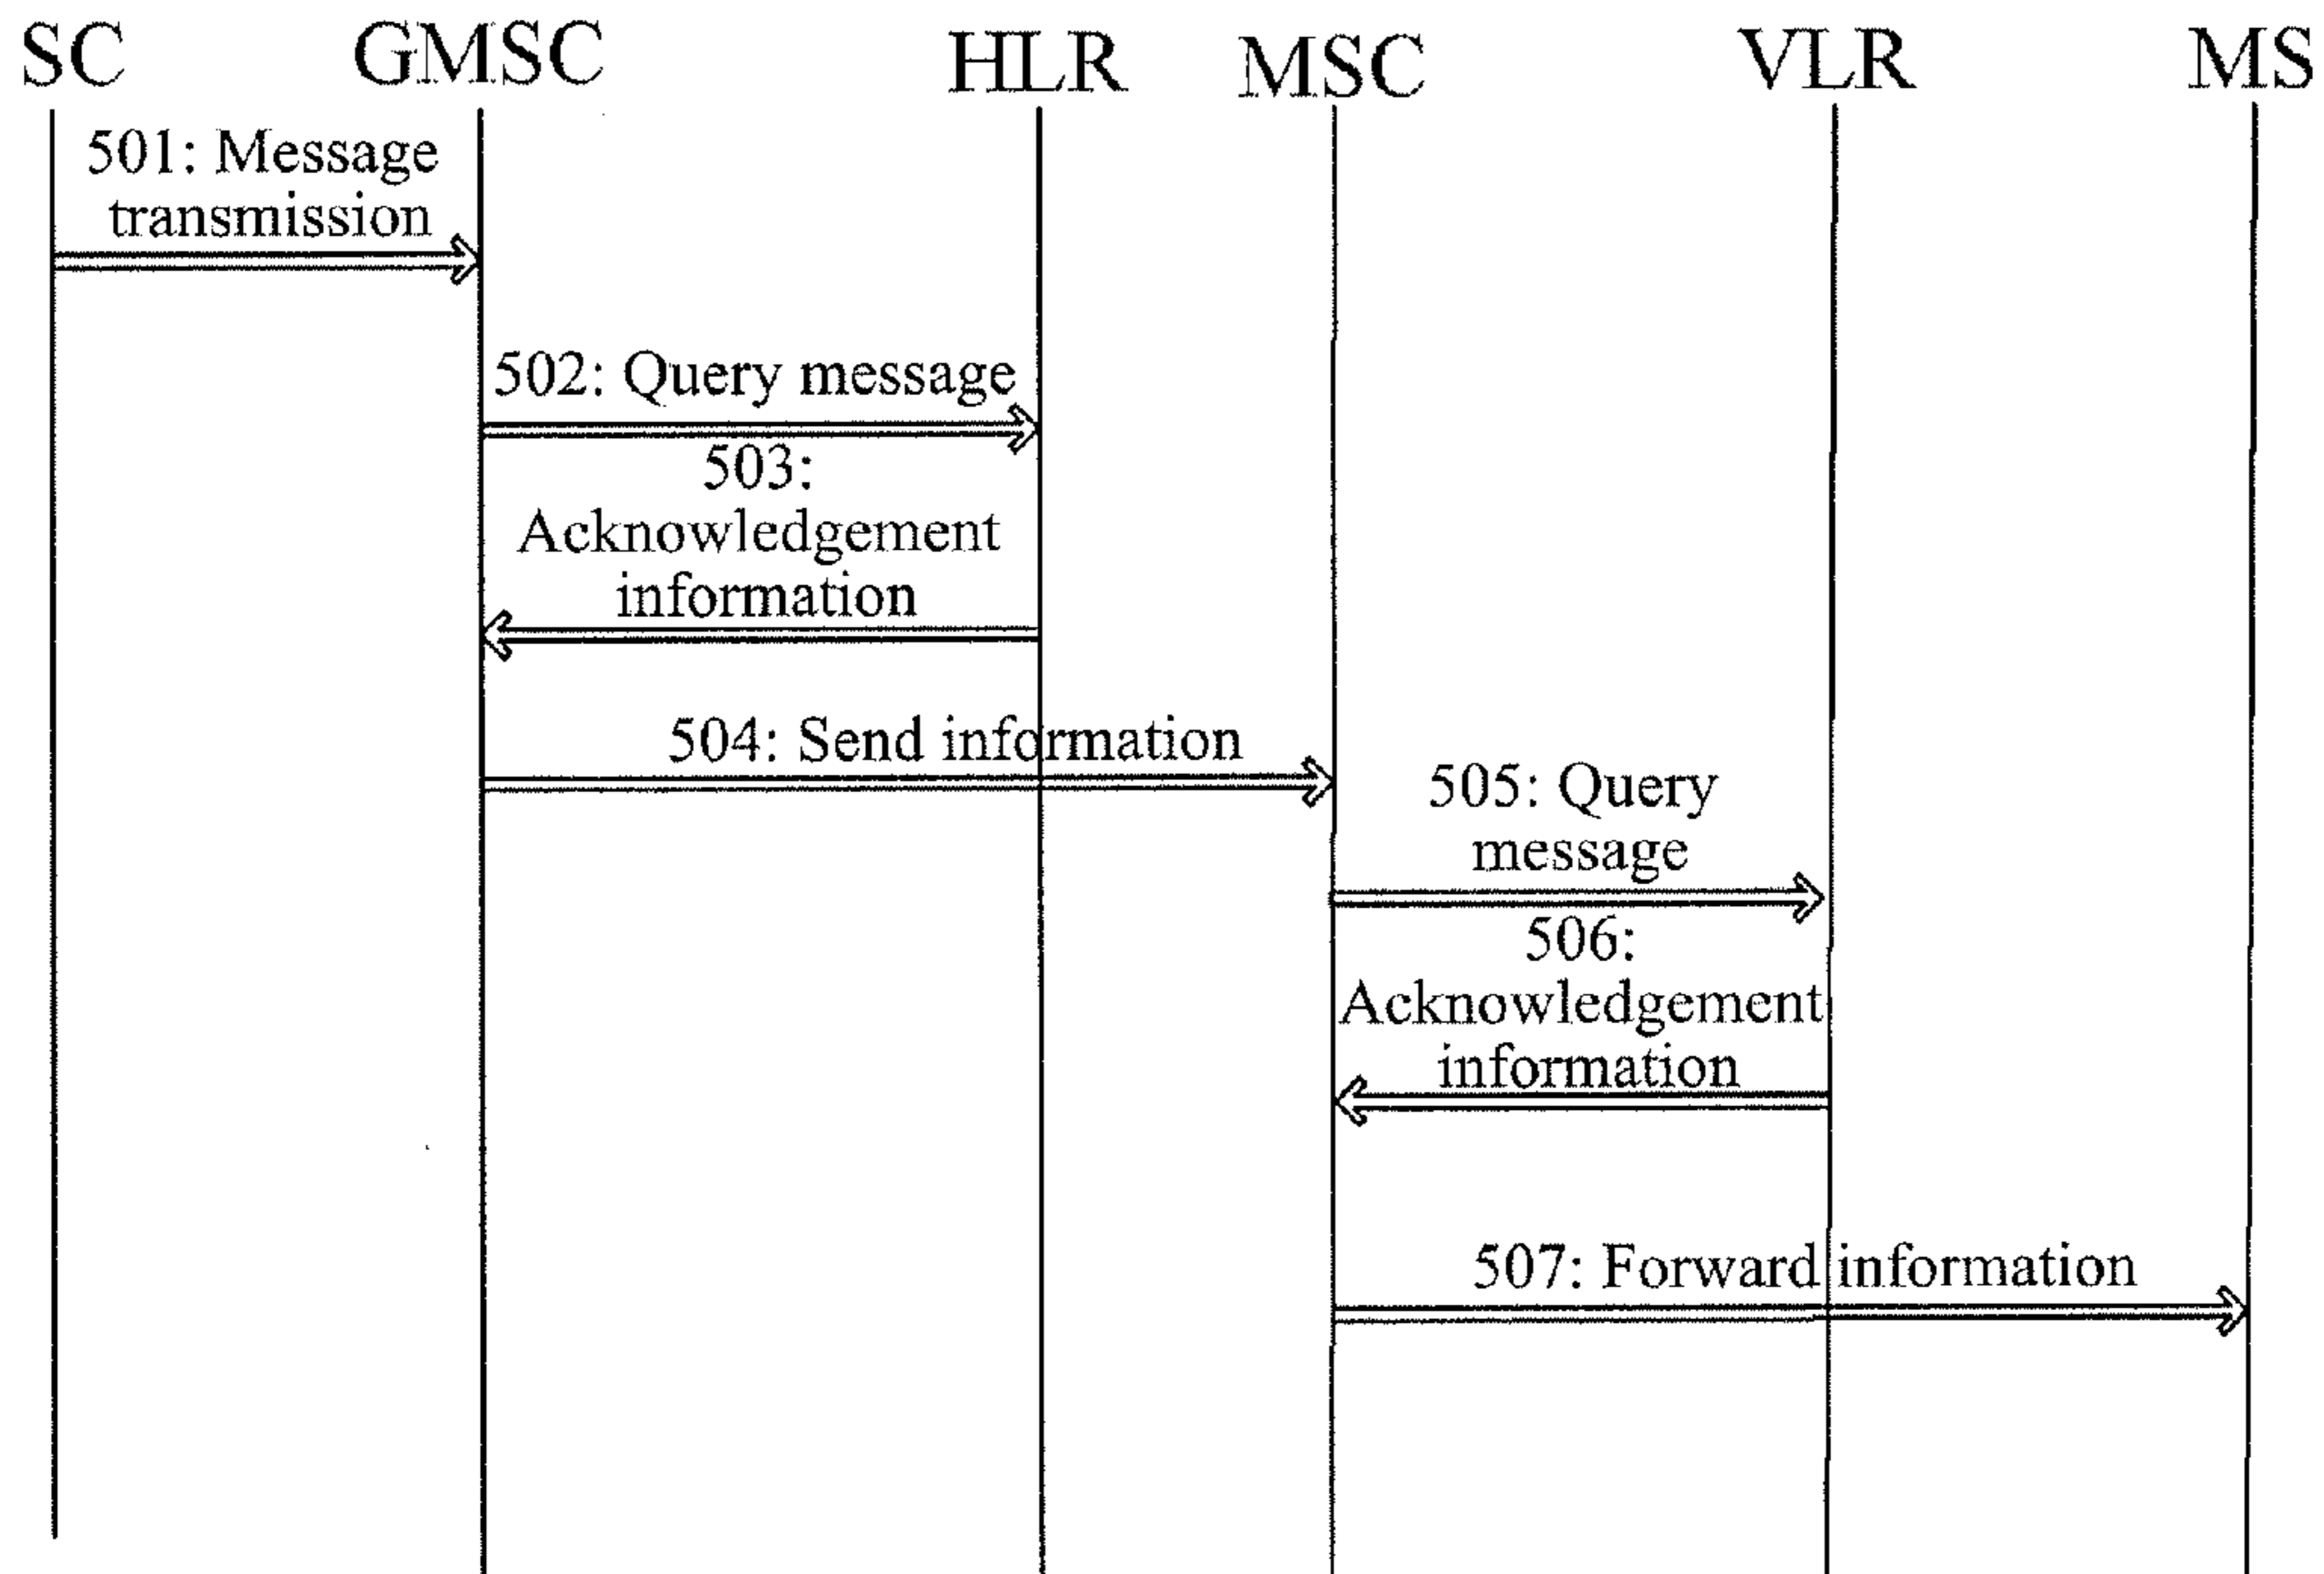 SC GMSC HLR MSC VLR MS
501: Message
transmission
502: Query message
503:
Acknowledgement
information
504: Send information
505: Query
message
506:
Acknowledgement
information
507: Forward information